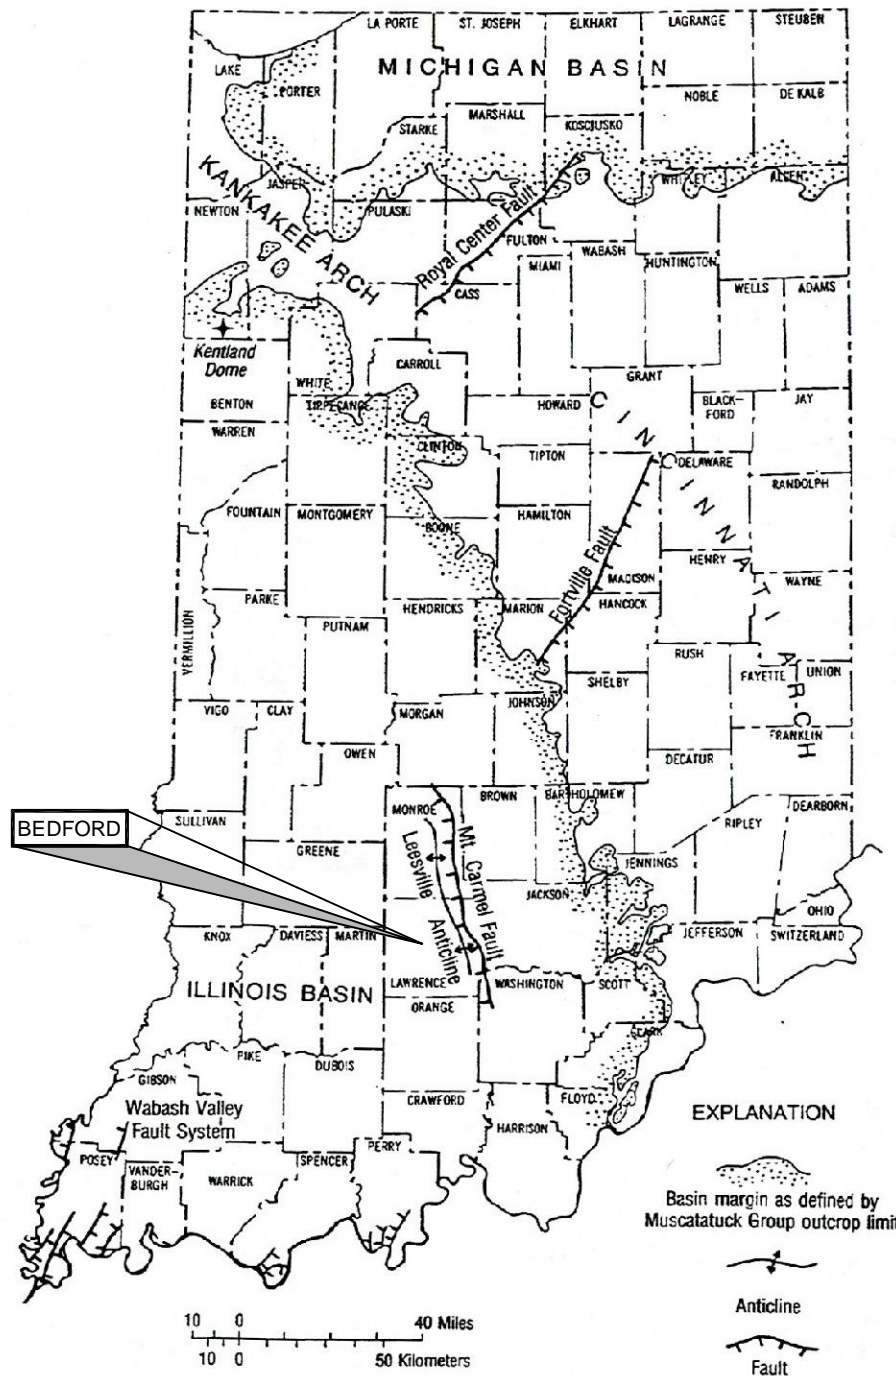 LA PORTE
ST. JOSEPH
ELKHART
LAGRANGE
STEUBEN
LAKE
PORTER
MICHIGAN BASIN
NOBLE
DE KALB
MARSHALL
STARKE
KOSCIUSKO
KANKAKEE ARCH
JASPER
WHITLEY
ALLEN
NEWTON
PULASKI
Royal Center Fault
FULTON
WABASH
MIAMI
HUNTINGTON
CASS
WELLS
ADAMS
Kentland
Dome
CARROLL
WHITE
GRANT
BENTON
TIPPECANOE
HOWARD
BLACK-
FORD
JAY
CINCINNATI ARCH
WARREN
CLINTON
TIPTON
DELAWARE
RANDOLPH
FOUNTAIN
MONTGOMERY
BOONE
HAMILTON
Fortville Fault
MADISON
HENRY
WAYNE
PARKE
HENDRICKS
MARION
HANCOCK
VERMILLION
PUTNAM
RUSH
FAYETTE
UNION
SHELBY
VIGO
CLAY
MORGAN
JOHNSON
FRANKLIN
OWEN
DECATUR
BROWN
BARTHOLOMEW
MONROE
DEARBORN
SULLIVAN
RIPLEY
BEDFORD
GREENE
Leesville
Anticline
Mt. Carmel Fault
JENNINGS
JACKSON
OHIO
KNOX
DAVIESS
MARTIN
JEFFERSON
SWITZERLAND
LAWRENCE
WASHINGTON
SCOTT
ILLINOIS BASIN
ORANGE
CLARK
PIKE
DUBOIS
GIBSON
CRAWFORD
FLOYD
Wabash Valley
Fault System
HARRISON
EXPLANATION
POSEY
PERRY
SPENCER
VANDER-
BURGH
WARRICK
Basin margin as defined by
Muscatatuck Group outcrop limit
Anticline
Fault
10 0 40 Miles
10 0 50 Kilometers